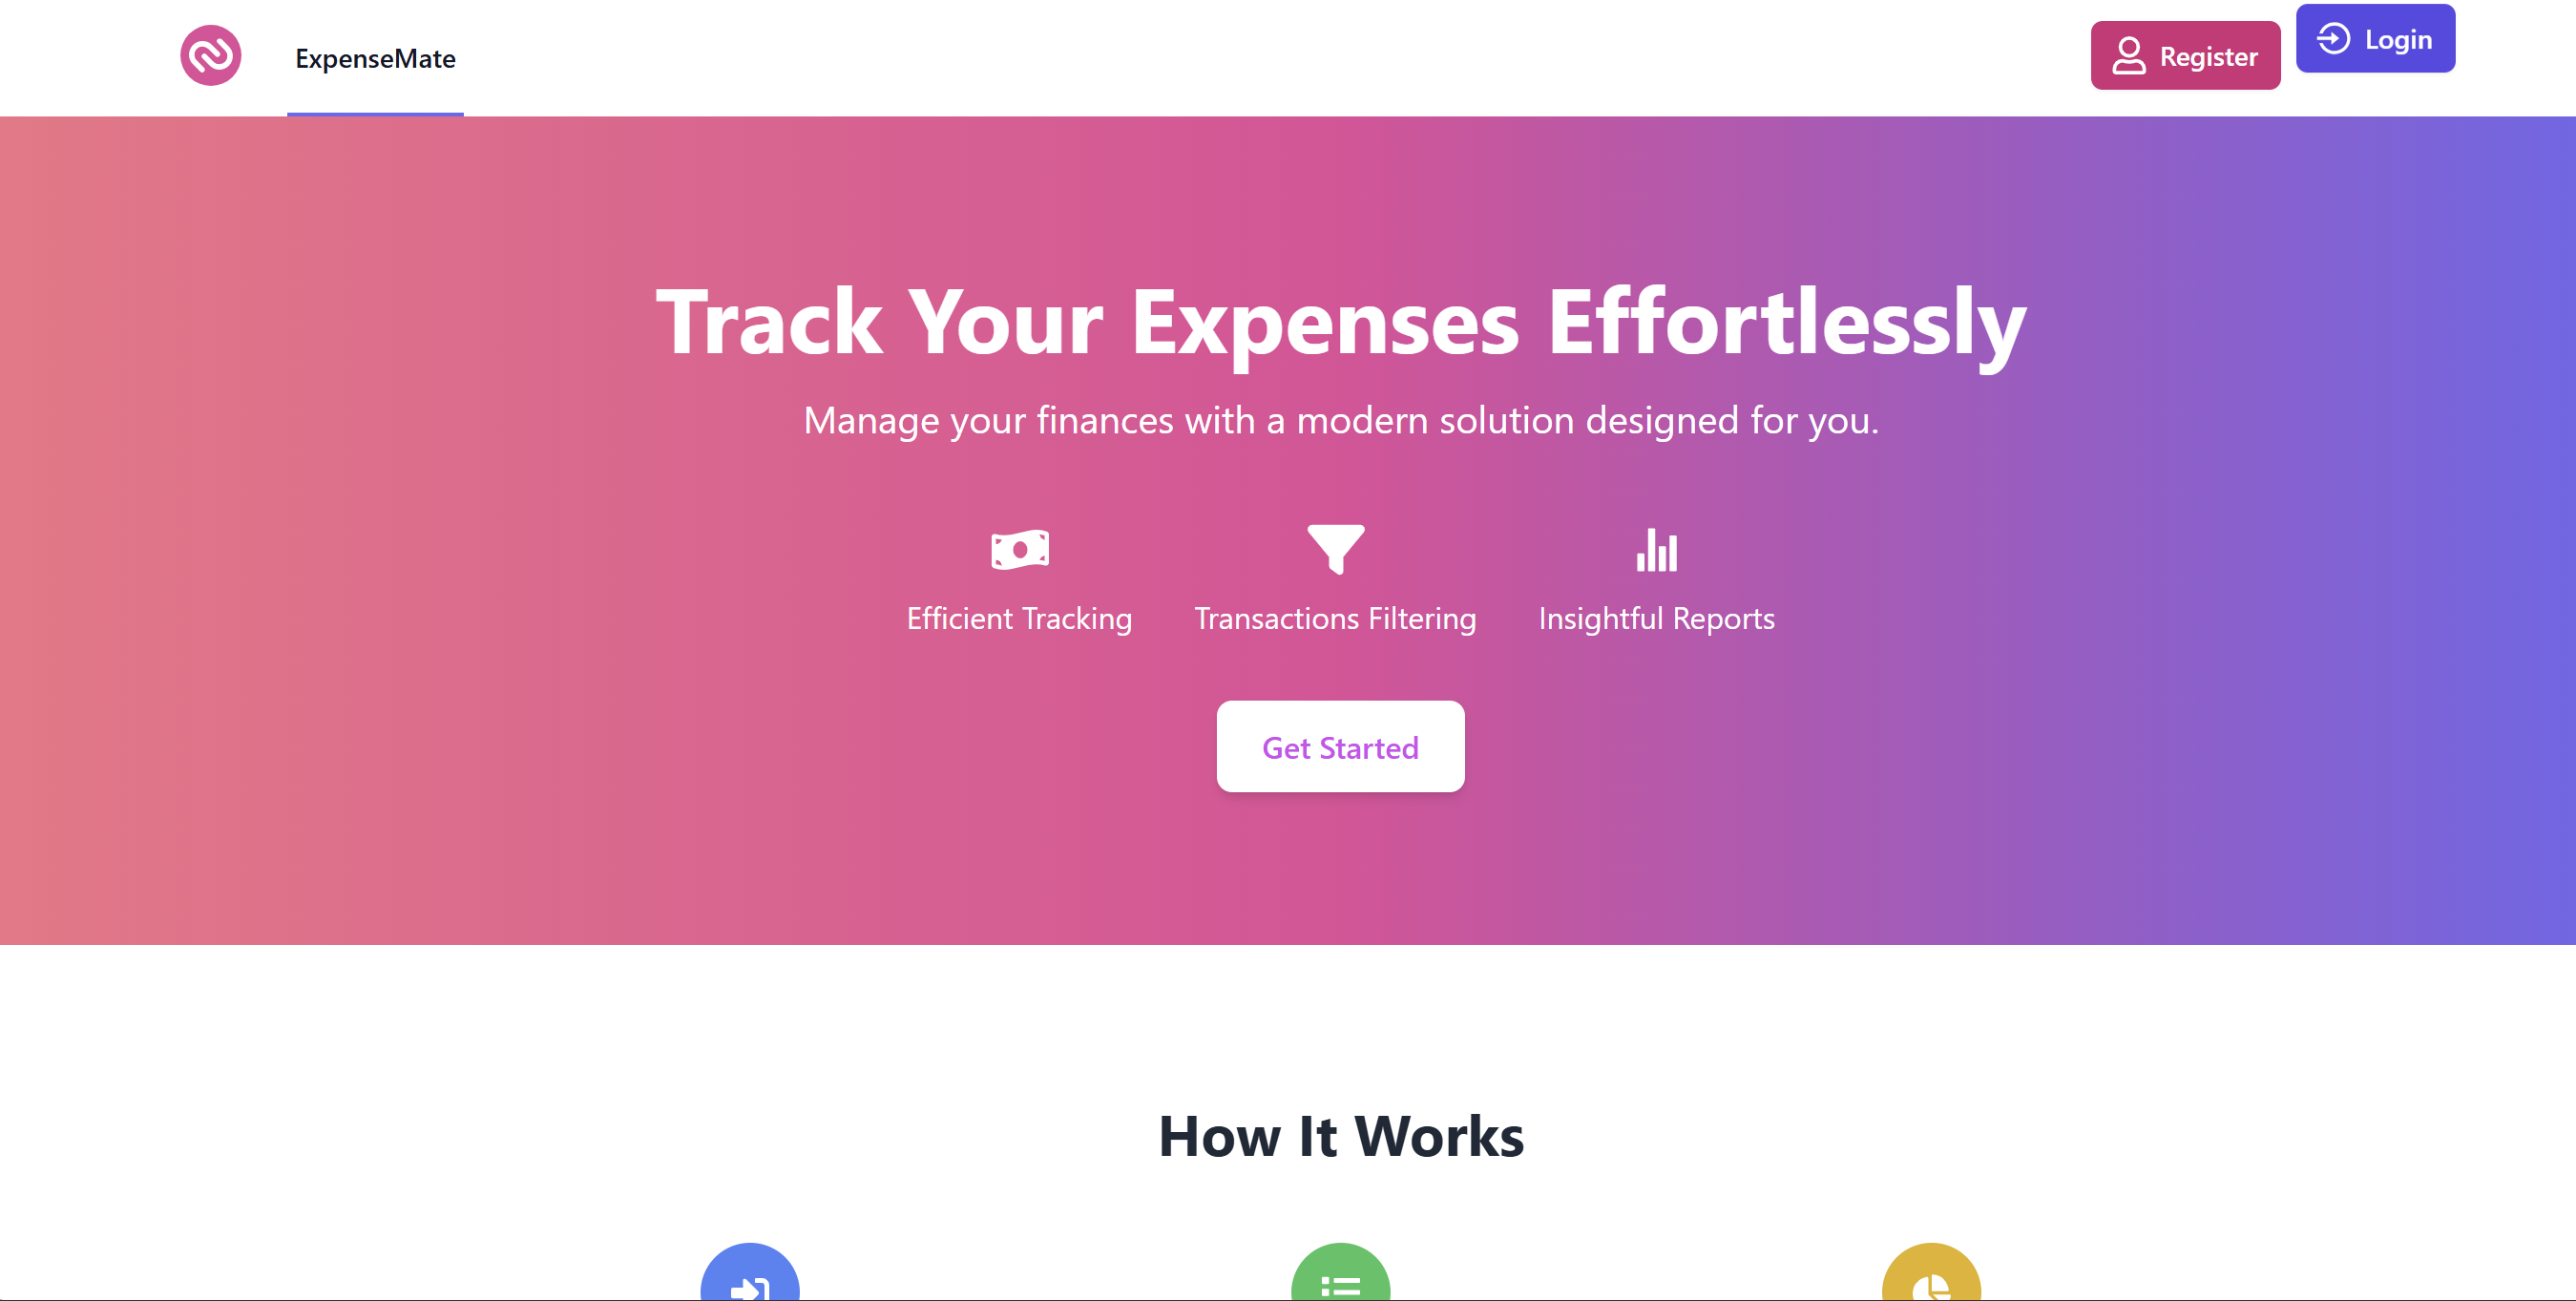 ExpenseMate
Register
Login
Track Your Expenses Effortlessly
Manage your finances with a modern solution designed for you.
Efficient Tracking
Transactions Filtering
Insightful Reports
Get Started
How It Works